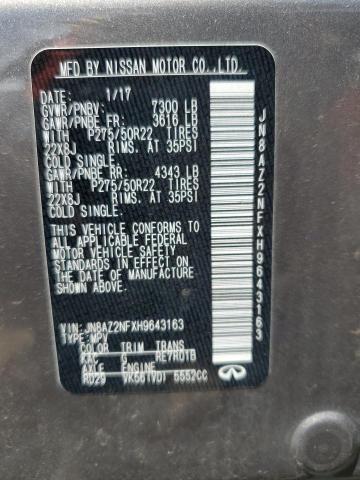 MFD BY NISSAN MOTOR CO.,LTD.
DATE: 1/17
GVWR/PNBV: 7300 LB
GAWR/PNBE FR: 3616 LB
WITH P275/50R22 TIRES
22X8J RIMS. AT 35PSI
COLD SINGLE.
GAWR/PNBE RR: 4343 LB
WITH P275/50R22 TIRES
22X8J RIMS. AT 35PSI
COLD SINGLE.
THIS VEHICLE CONFORMS TO
ALL APPLICABLE FEDERAL
MOTOR VEHICLE SAFETY
STANDARDS IN EFFECT ON
THE DATE OF MANUFACTURE
SHOWN ABOVE.
VIN: JN8AZ2NFXH9643163
TYPE: MPV
COLOR TRIM TRANS
KAC G RE7R01B
AXLE ENGINE
RD29 VK56(VD) 5552CC
JN8AZ2NFXH9643163